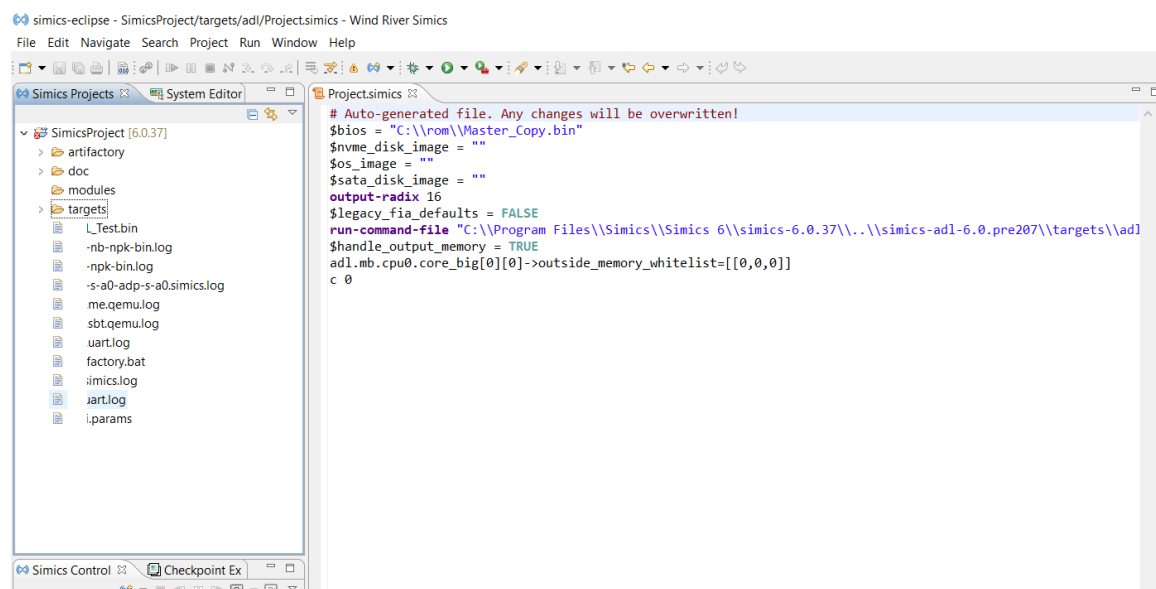 simics-eclipse - SimicsProject/targets/adl/Project.simics - Wind River Simics
File Edit Navigate Search Project Run Window Help
Simics Projects
System Editor
Project.simics
SimicsProject [6.0.37]
artifactory
doc
modules
targets
L_Test.bin
-nb-npk-bin.log
-npk-bin.log
-s-a0-adp-s-a0.simics.log
me.qemu.log
sbt.qemu.log
uart.log
factory.bat
simics.log
uart.log
i.params
# Auto-generated file. Any changes will be overwritten!
$bios = "C:\\rom\\Master_Copy.bin"
$nvme_disk_image = ""
$os_image = ""
$sata_disk_image = ""
output-radix 16
$legacy_fia_defaults = FALSE
run-command-file "C:\\Program Files\\Simics\\Simics 6\\simics-6.0.37\\..\\simics-adl-6.0.pre207\\targets\\adl
$handle_output_memory = TRUE
adl.mb.cpu0.core_big[0][0]->outside_memory_whitelist=[[0,0,0]]
c 0
Simics Control
Checkpoint Ex